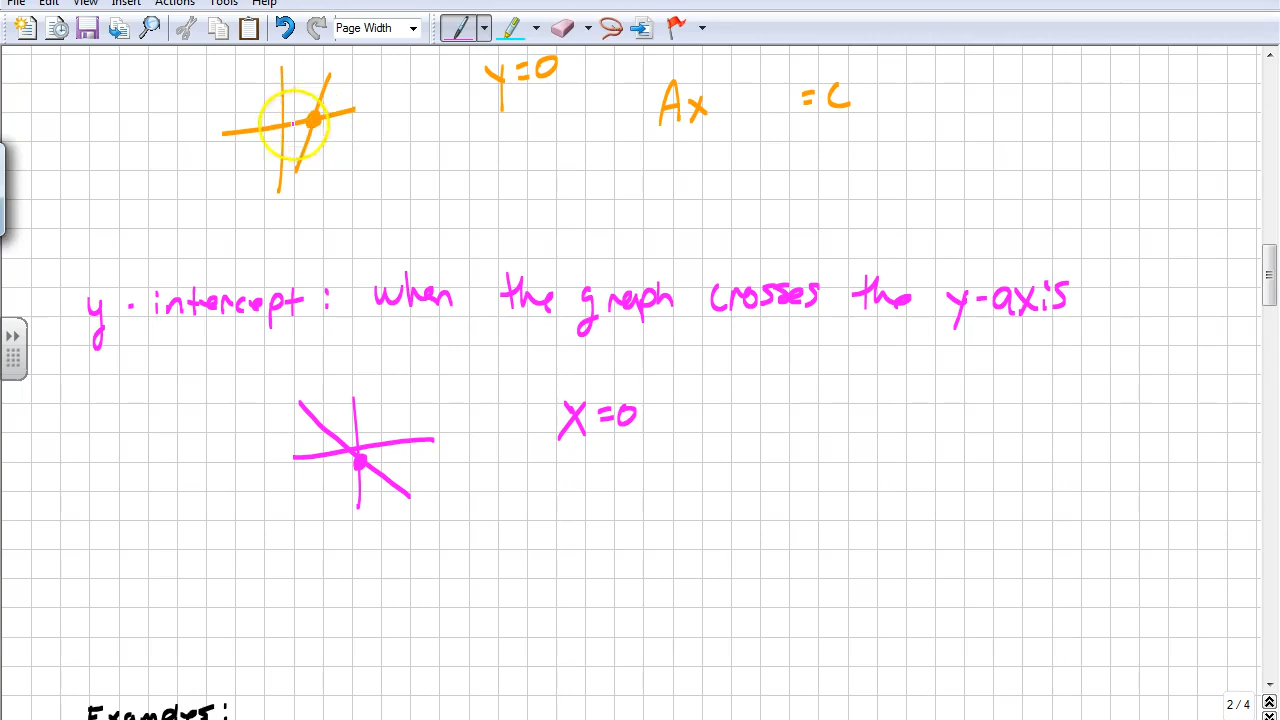 File Edit View Insert Actions Tools Help
Page Width
y=0
Ax =C
y-intercept: when the graph crosses the y-axis
x=0
Examples:
2/4